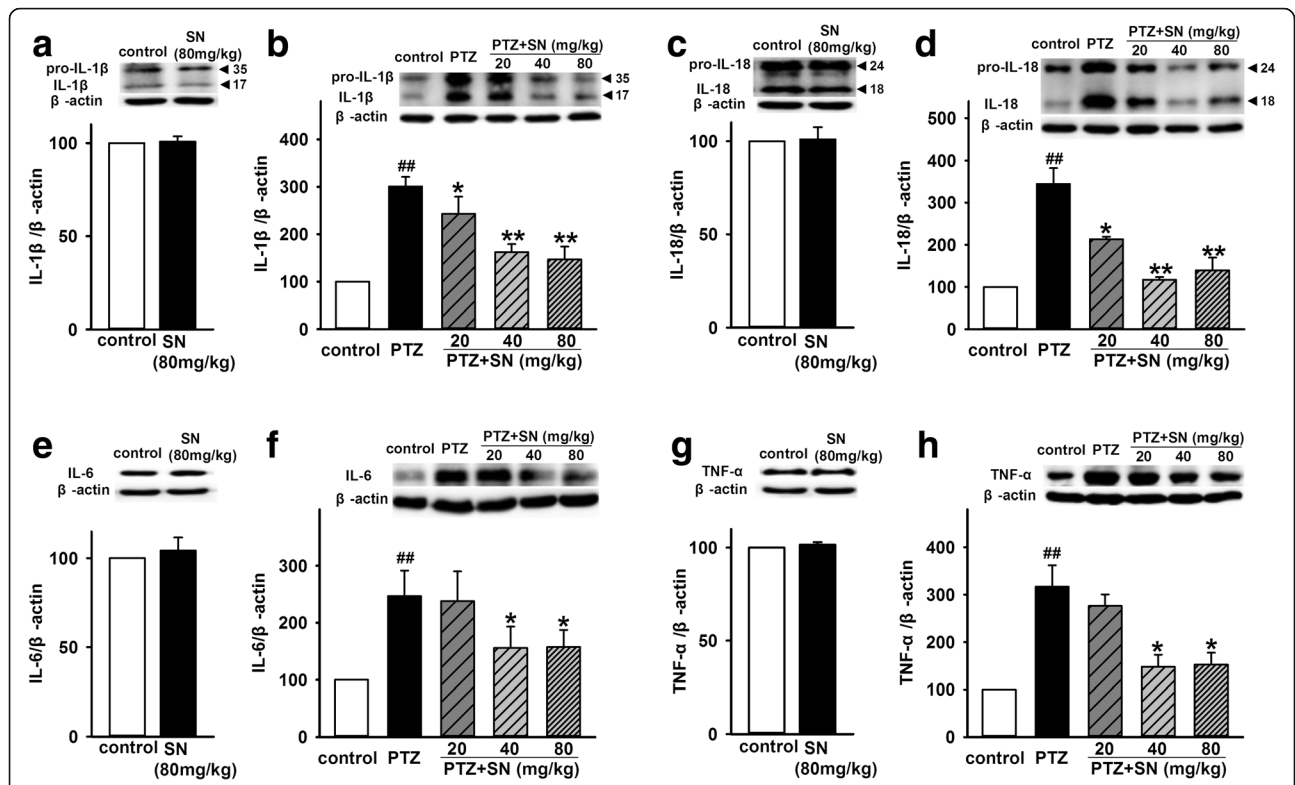 a
control SN (80mg/kg)
pro-IL-1β 35
IL-1β 17
β -actin
IL-1β /β -actin
100
50
0
control SN
(80mg/kg)
b
control PTZ PTZ+SN (mg/kg)
20 40 80
pro-IL-1β 35
IL-1β 17
β -actin
IL-1β /β -actin
400
300
200
100
0
##
*
**
**
control PTZ 20 40 80
PTZ+SN (mg/kg)
c
control SN (80mg/kg)
pro-IL-18 24
IL-18 18
β -actin
IL-18/β -actin
100
50
0
control SN
(80mg/kg)
d
control PTZ PTZ+SN (mg/kg)
20 40 80
pro-IL-18 24
IL-18 18
β -actin
IL-18/β -actin
500
400
300
200
100
0
##
*
**
**
control PTZ 20 40 80
PTZ+SN (mg/kg)
e
control SN (80mg/kg)
IL-6
β -actin
IL-6/β -actin
100
50
0
control SN
(80mg/kg)
f
control PTZ PTZ+SN (mg/kg)
20 40 80
IL-6
β -actin
IL-6/β -actin
300
200
100
0
##
*
*
control PTZ 20 40 80
PTZ+SN (mg/kg)
g
control SN (80mg/kg)
TNF-α
β -actin
TNF-α /β -actin
100
50
0
control SN
(80mg/kg)
h
control PTZ PTZ+SN (mg/kg)
20 40 80
TNF-α
β -actin
TNF-α /β -actin
400
300
200
100
0
##
*
*
control PTZ 20 40 80
PTZ+SN (mg/kg)